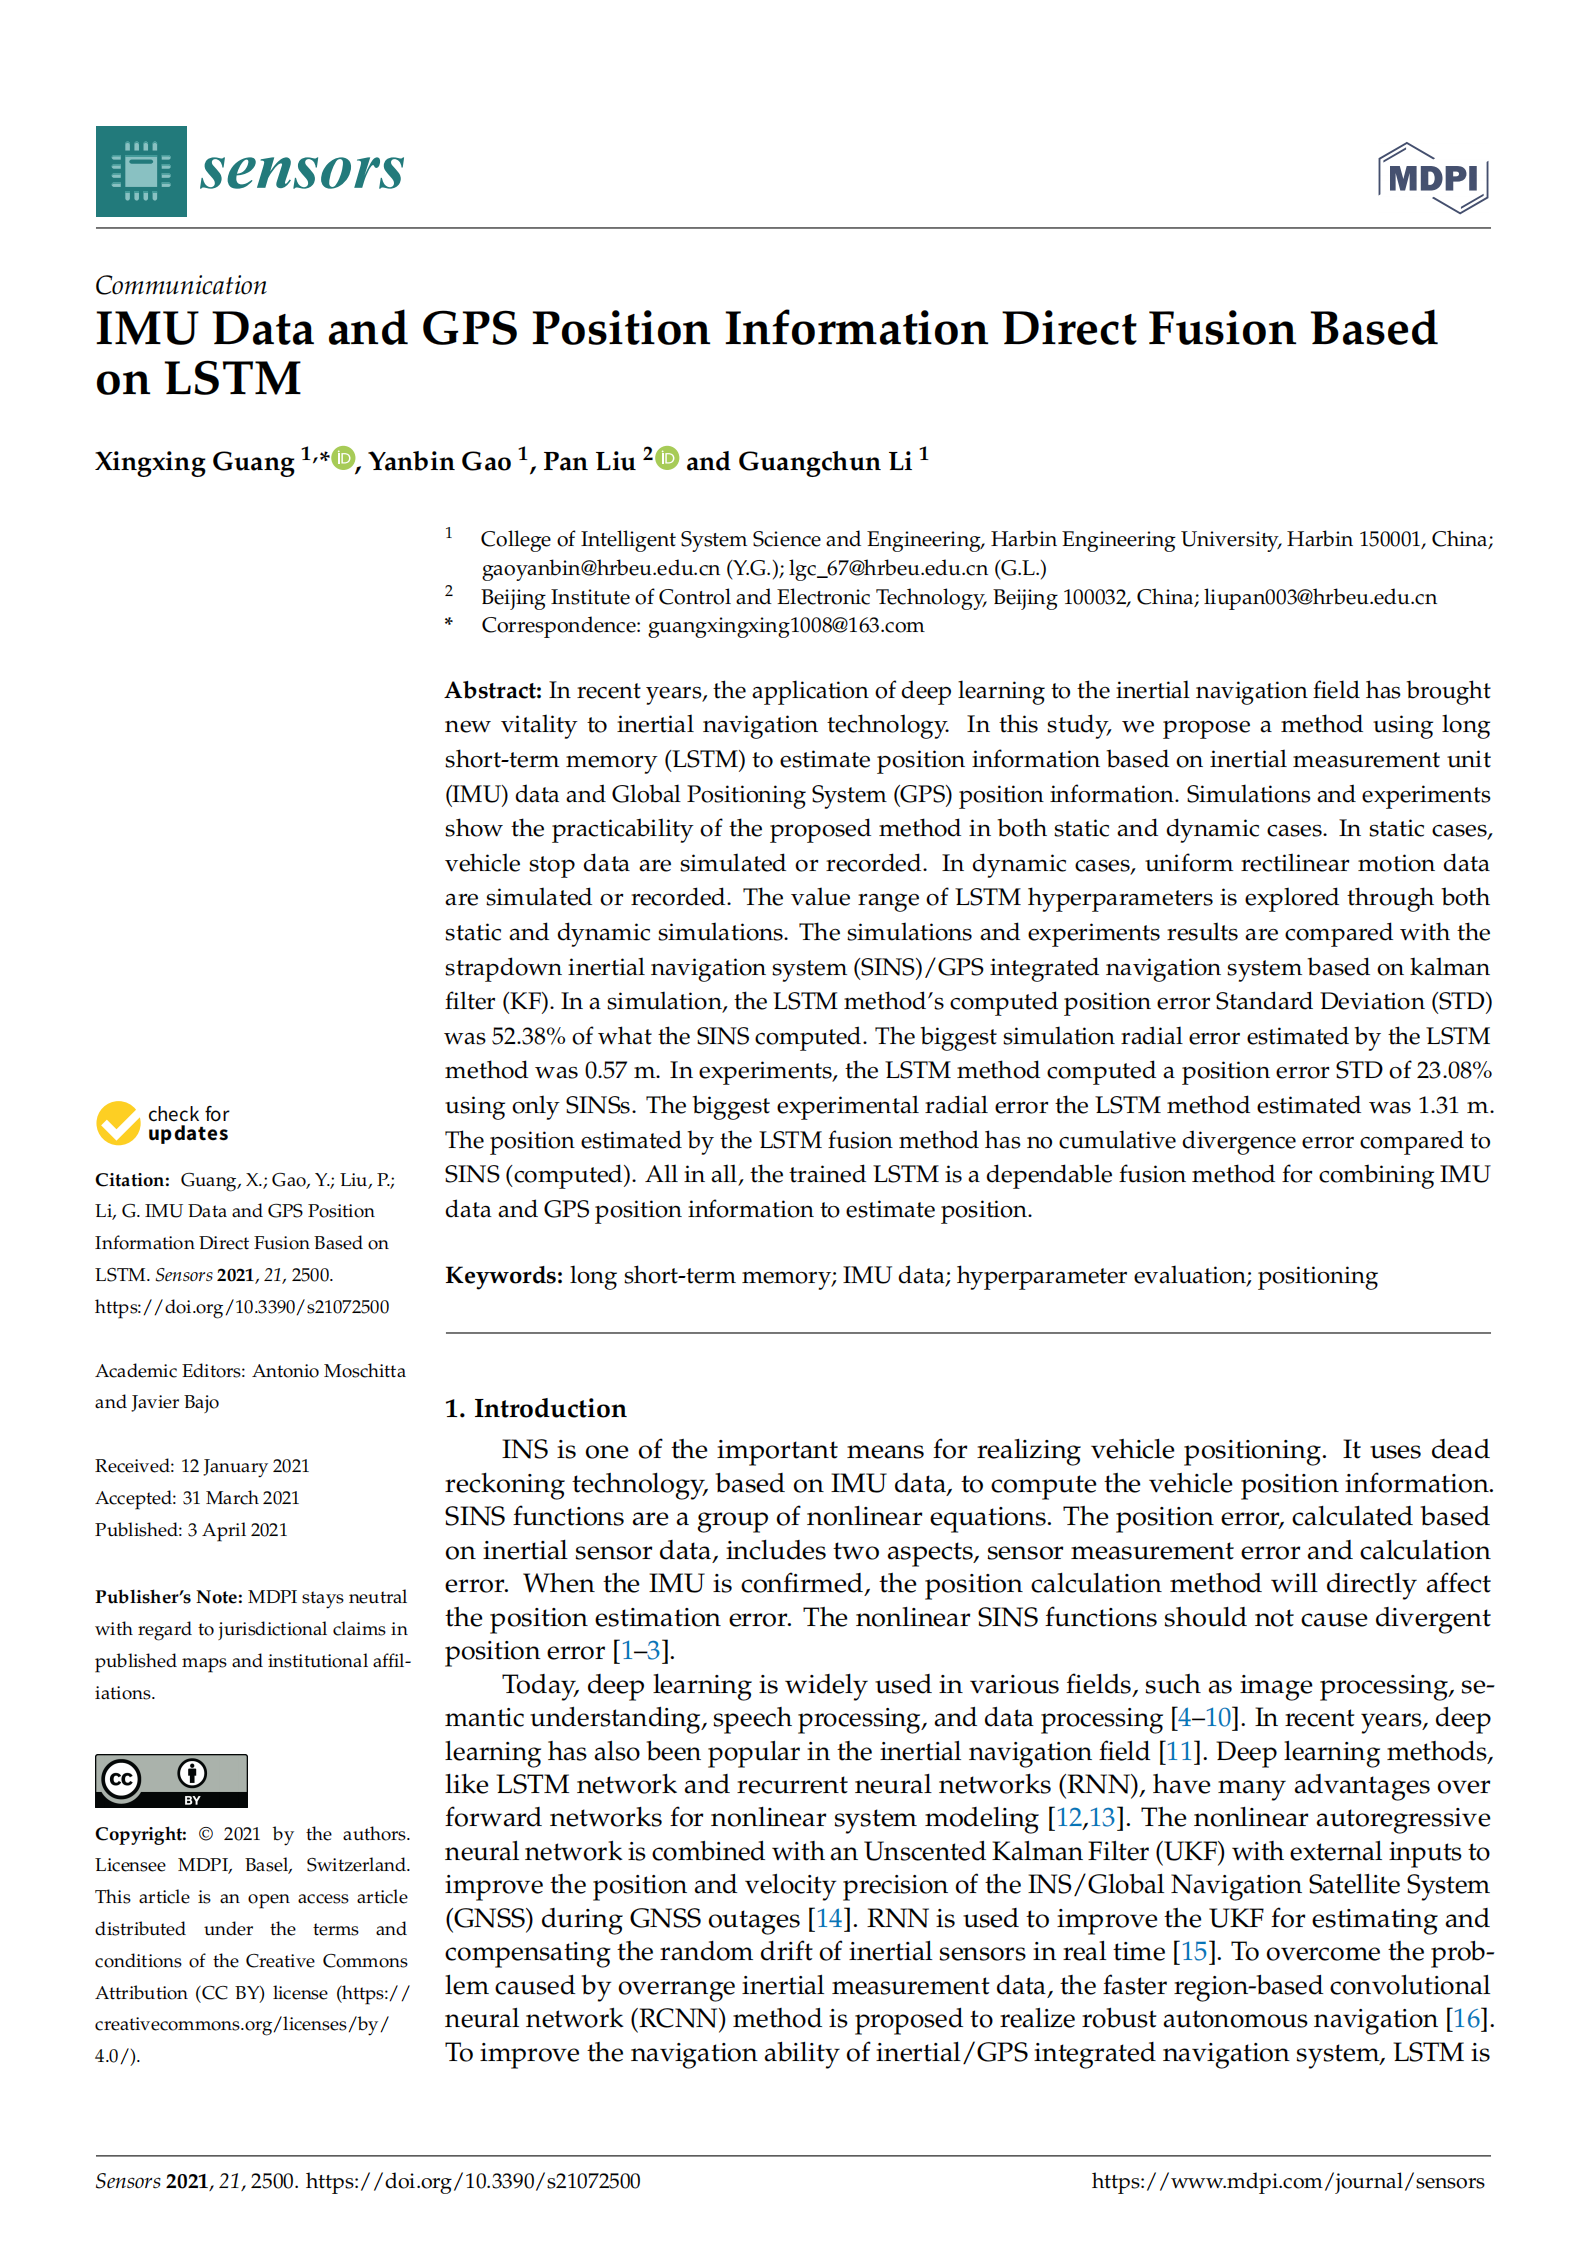 sensors
MDPI
Communication
IMU Data and GPS Position Information Direct Fusion Based
on LSTM
Xingxing Guang 1,* iD, Yanbin Gao 1, Pan Liu 2 iD and Guangchun Li 1
1 College of Intelligent System Science and Engineering, Harbin Engineering University, Harbin 150001, China;
gaoyanbin@hrbeu.edu.cn (Y.G.); lgc_67@hrbeu.edu.cn (G.L.)
2 Beijing Institute of Control and Electronic Technology, Beijing 100032, China; liupan003@hrbeu.edu.cn
* Correspondence: guangxingxing1008@163.com
Abstract: In recent years, the application of deep learning to the inertial navigation field has brought
new vitality to inertial navigation technology. In this study, we propose a method using long
short-term memory (LSTM) to estimate position information based on inertial measurement unit
(IMU) data and Global Positioning System (GPS) position information. Simulations and experiments
show the practicability of the proposed method in both static and dynamic cases. In static cases,
vehicle stop data are simulated or recorded. In dynamic cases, uniform rectilinear motion data
are simulated or recorded. The value range of LSTM hyperparameters is explored through both
static and dynamic simulations. The simulations and experiments results are compared with the
strapdown inertial navigation system (SINS)/GPS integrated navigation system based on kalman
filter (KF). In a simulation, the LSTM method's computed position error Standard Deviation (STD)
was 52.38% of what the SINS computed. The biggest simulation radial error estimated by the LSTM
method was 0.57 m. In experiments, the LSTM method computed a position error STD of 23.08%
using only SINSs. The biggest experimental radial error the LSTM method estimated was 1.31 m.
The position estimated by the LSTM fusion method has no cumulative divergence error compared to
SINS (computed). All in all, the trained LSTM is a dependable fusion method for combining IMU
data and GPS position information to estimate position.
Keywords: long short-term memory; IMU data; hyperparameter evaluation; positioning
check for
updates
Citation: Guang, X.; Gao, Y.; Liu, P.;
Li, G. IMU Data and GPS Position
Information Direct Fusion Based on
LSTM. Sensors 2021, 21, 2500.
https://doi.org/10.3390/s21072500
Academic Editors: Antonio Moschitta
and Javier Bajo
Received: 12 January 2021
Accepted: 31 March 2021
Published: 3 April 2021
Publisher's Note: MDPI stays neutral
with regard to jurisdictional claims in
published maps and institutional affil-
iations.
cc
BY
Copyright: © 2021 by the authors.
Licensee MDPI, Basel, Switzerland.
This article is an open access article
distributed under the terms and
conditions of the Creative Commons
Attribution (CC BY) license (https://
creativecommons.org/licenses/by/
4.0/).
1. Introduction
INS is one of the important means for realizing vehicle positioning. It uses dead
reckoning technology, based on IMU data, to compute the vehicle position information.
SINS functions are a group of nonlinear equations. The position error, calculated based
on inertial sensor data, includes two aspects, sensor measurement error and calculation
error. When the IMU is confirmed, the position calculation method will directly affect
the position estimation error. The nonlinear SINS functions should not cause divergent
position error [1–3].
Today, deep learning is widely used in various fields, such as image processing, se-
mantic understanding, speech processing, and data processing [4–10]. In recent years, deep
learning has also been popular in the inertial navigation field [11]. Deep learning methods,
like LSTM network and recurrent neural networks (RNN), have many advantages over
forward networks for nonlinear system modeling [12,13]. The nonlinear autoregressive
neural network is combined with an Unscented Kalman Filter (UKF) with external inputs to
improve the position and velocity precision of the INS/Global Navigation Satellite System
(GNSS) during GNSS outages [14]. RNN is used to improve the UKF for estimating and
compensating the random drift of inertial sensors in real time [15]. To overcome the prob-
lem caused by overrange inertial measurement data, the faster region-based convolutional
neural network (RCNN) method is proposed to realize robust autonomous navigation [16].
To improve the navigation ability of inertial/GPS integrated navigation system, LSTM is
Sensors 2021, 21, 2500. https://doi.org/10.3390/s21072500
https://www.mdpi.com/journal/sensors